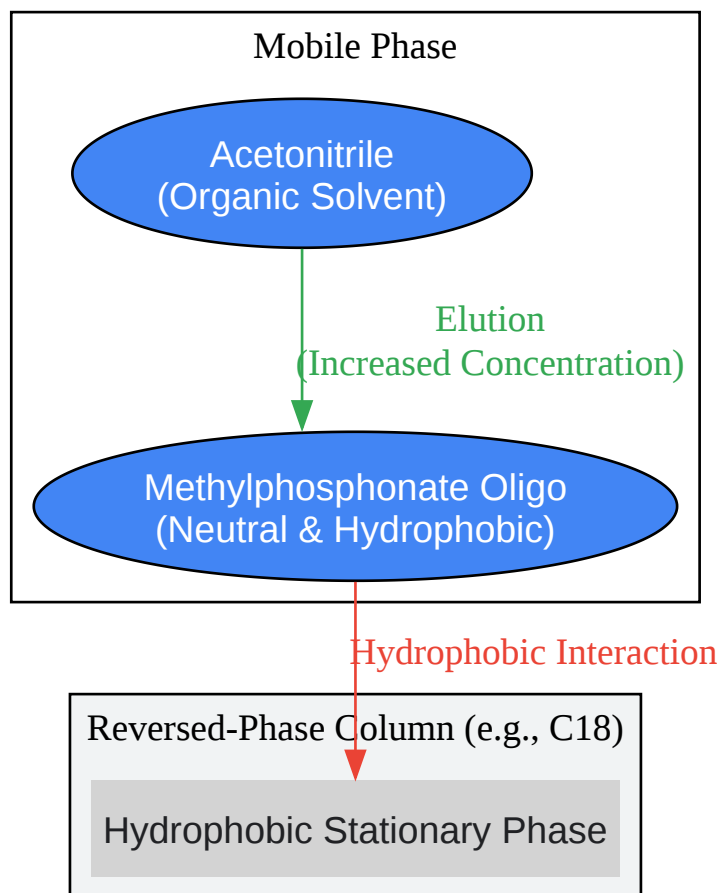 Mobile Phase
Acetonitrile
(Organic Solvent)
Elution
(Increased Concentration)
Methylphosphonate Oligo
(Neutral & Hydrophobic)
Hydrophobic Interaction
Reversed-Phase Column (e.g., C18)
Hydrophobic Stationary Phase